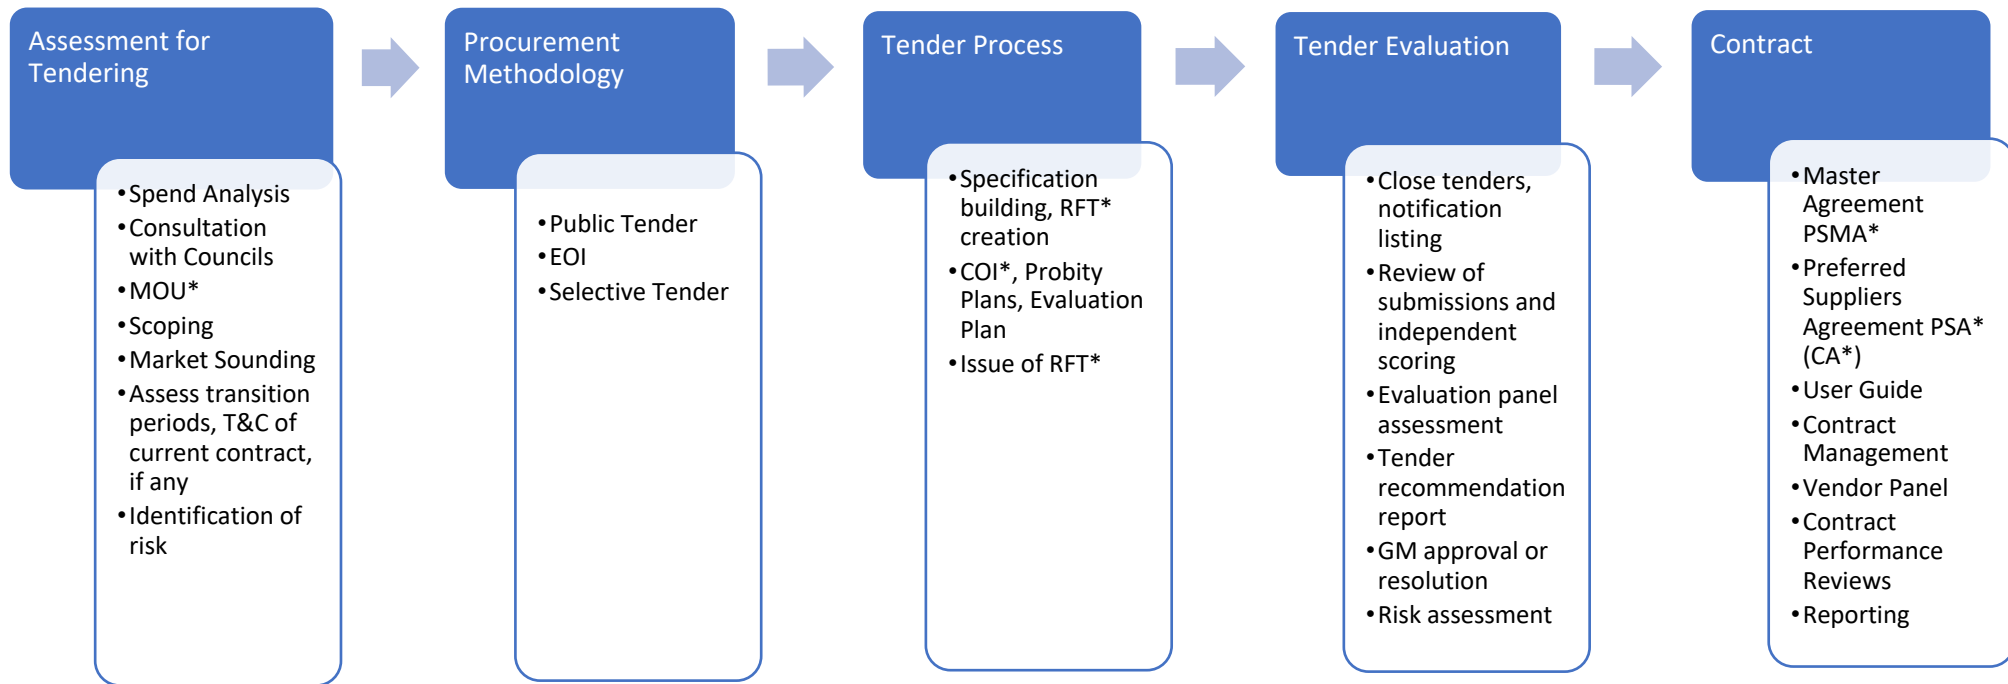 Assessment for
Tendering
•Spend Analysis
•Consultation
with Councils
•MOU*
•Scoping
•Market Sounding
•Assess transition
periods, T&C of
current contract,
if any
•Identification of
risk
Procurement
Methodology
•Public Tender
•EOI
•Selective Tender
Tender Process
•Specification
building, RFT*
creation
•COI*, Probity
Plans, Evaluation
Plan
•Issue of RFT*
Tender Evaluation
•Close tenders,
notification
listing
•Review of
submissions and
independent
scoring
•Evaluation panel
assessment
•Tender
recommendation
report
•GM approval or
resolution
•Risk assessment
Contract
•Master
Agreement
PSMA*
•Preferred
Suppliers
Agreement PSA*
(CA*)
•User Guide
•Contract
Management
•Vendor Panel
•Contract
Performance
Reviews
•Reporting